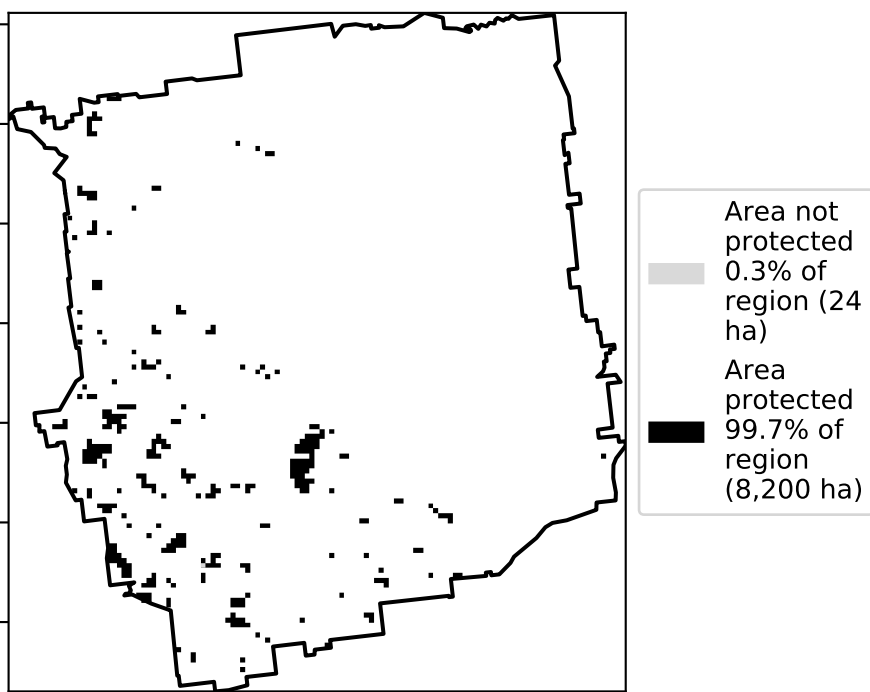 Area not
protected
0.3% of
region (24
ha)
Area
protected
99.7% of
region
(8,200 ha)